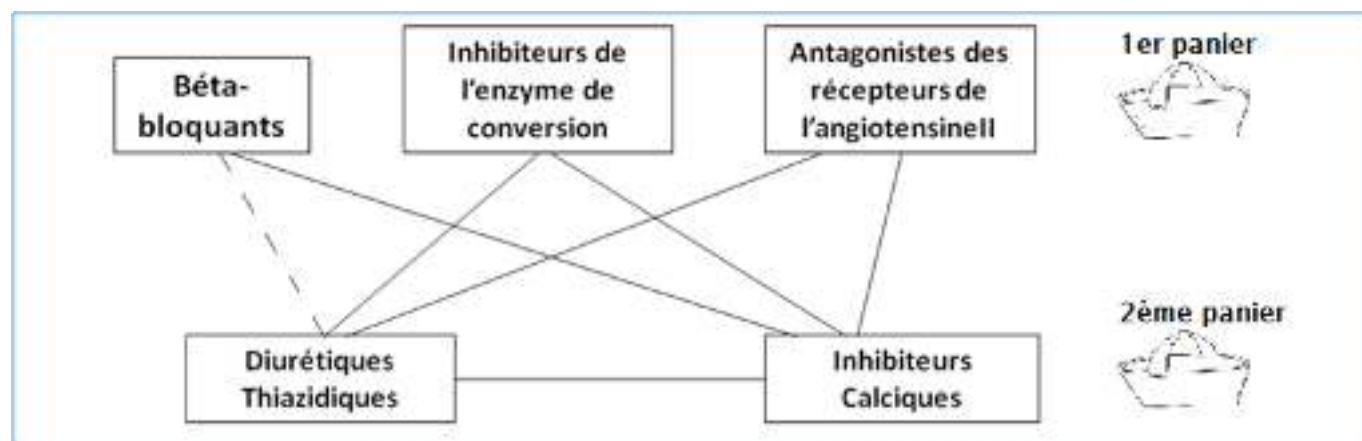 Béta-
bloquants
Inhibiteurs de
l'enzyme de
conversion
Antagonistes des
récepteurs de
l'angiotensineII
1er panier
Diurétiques
Thiazidiques
Inhibiteurs
Calciques
2ème panier